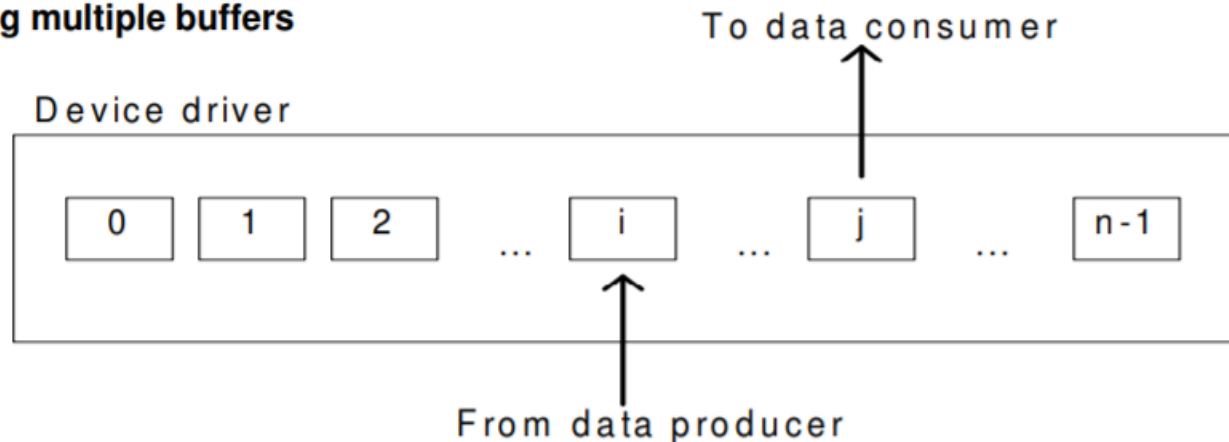 g multiple buffers
To data consumer
Device driver
0 1 2 ... i ... j ... n-1
From data producer